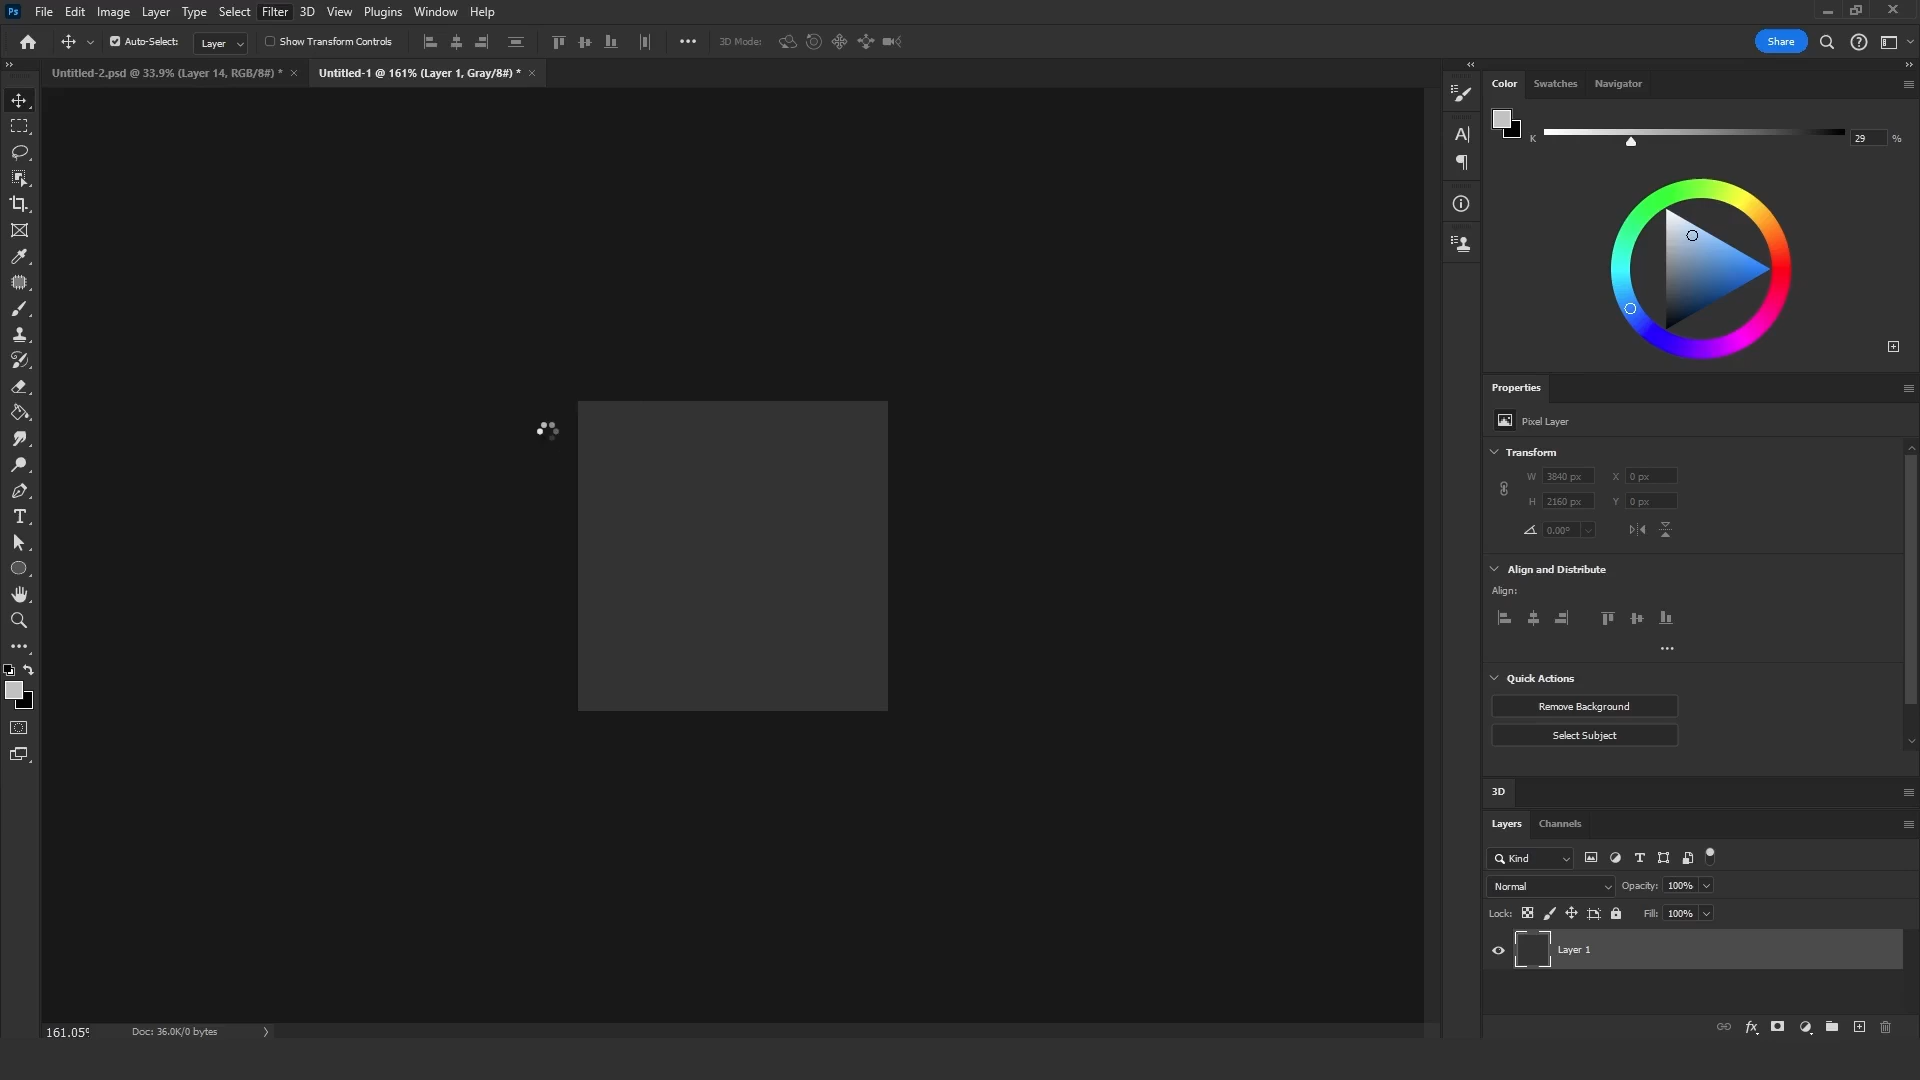 Ps File Edit Image Layer Type Select Filter 3D View Plugins Window Help
Auto-Select: Layer Show Transform Controls 3D Mode: Share
Untitled-2.psd @ 33.9% (Layer 14, RGB/8#) * Untitled-1 @ 161% (Layer 1, Gray/8#) *
Color Swatches Navigator
K 29 %
Properties
Pixel Layer
Transform
W 3840 px X 0 px
H 2160 px Y 0 px
0.00°
Align and Distribute
Align:
Quick Actions
Remove Background
Select Subject
3D
Layers Channels
Kind
Normal Opacity: 100%
Lock: Fill: 100%
Layer 1
161.05% Doc: 36.0K/0 bytes